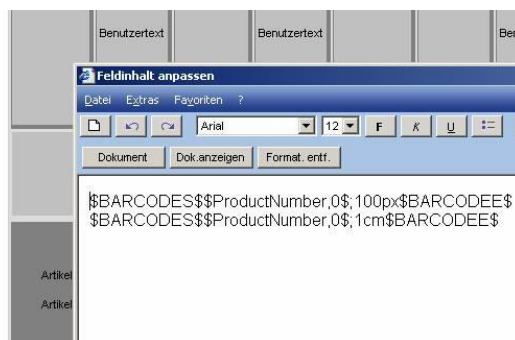 Benutzertext
Benutzertext
Feldinhalt anpassen
Datei Extras Favoriten ?
Arial 12 F K U
Dokument Dok.anzeigen Format. entf.
$BARCODES$$ProductNumber,0$;100px$BARCODEE$
$BARCODES$$ProductNumber,0$;1cm$BARCODEE$
Artikel
Artikel